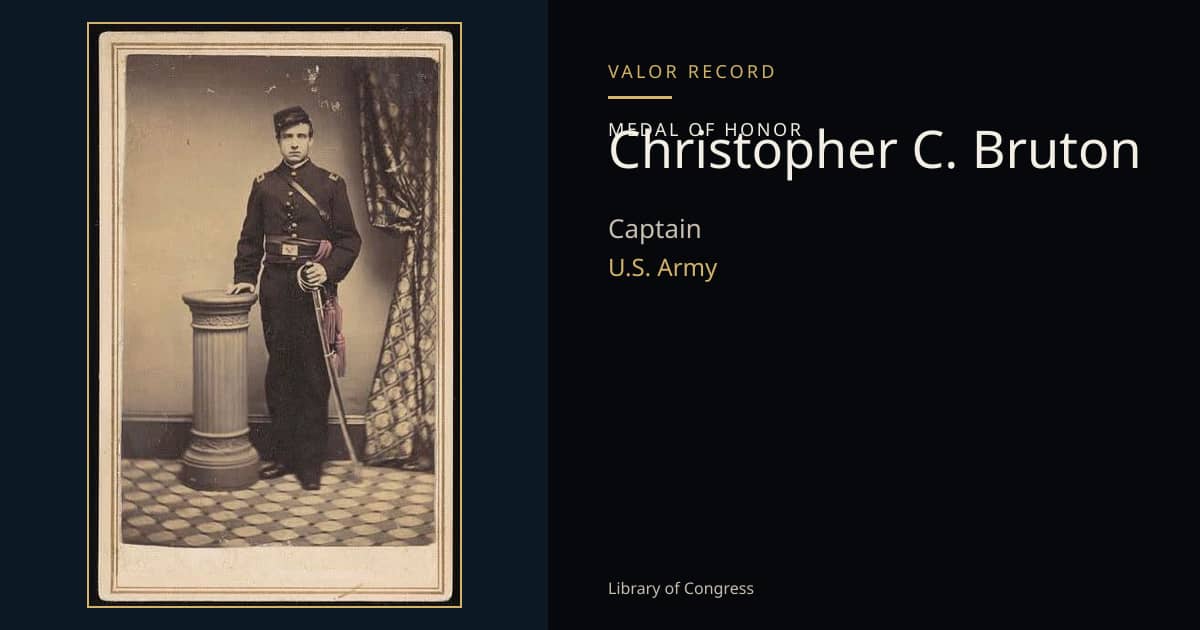 VALOR RECORD
MEDAL OF HONOR
Christopher C. Bruton
Captain
U.S. Army
Library of Congress